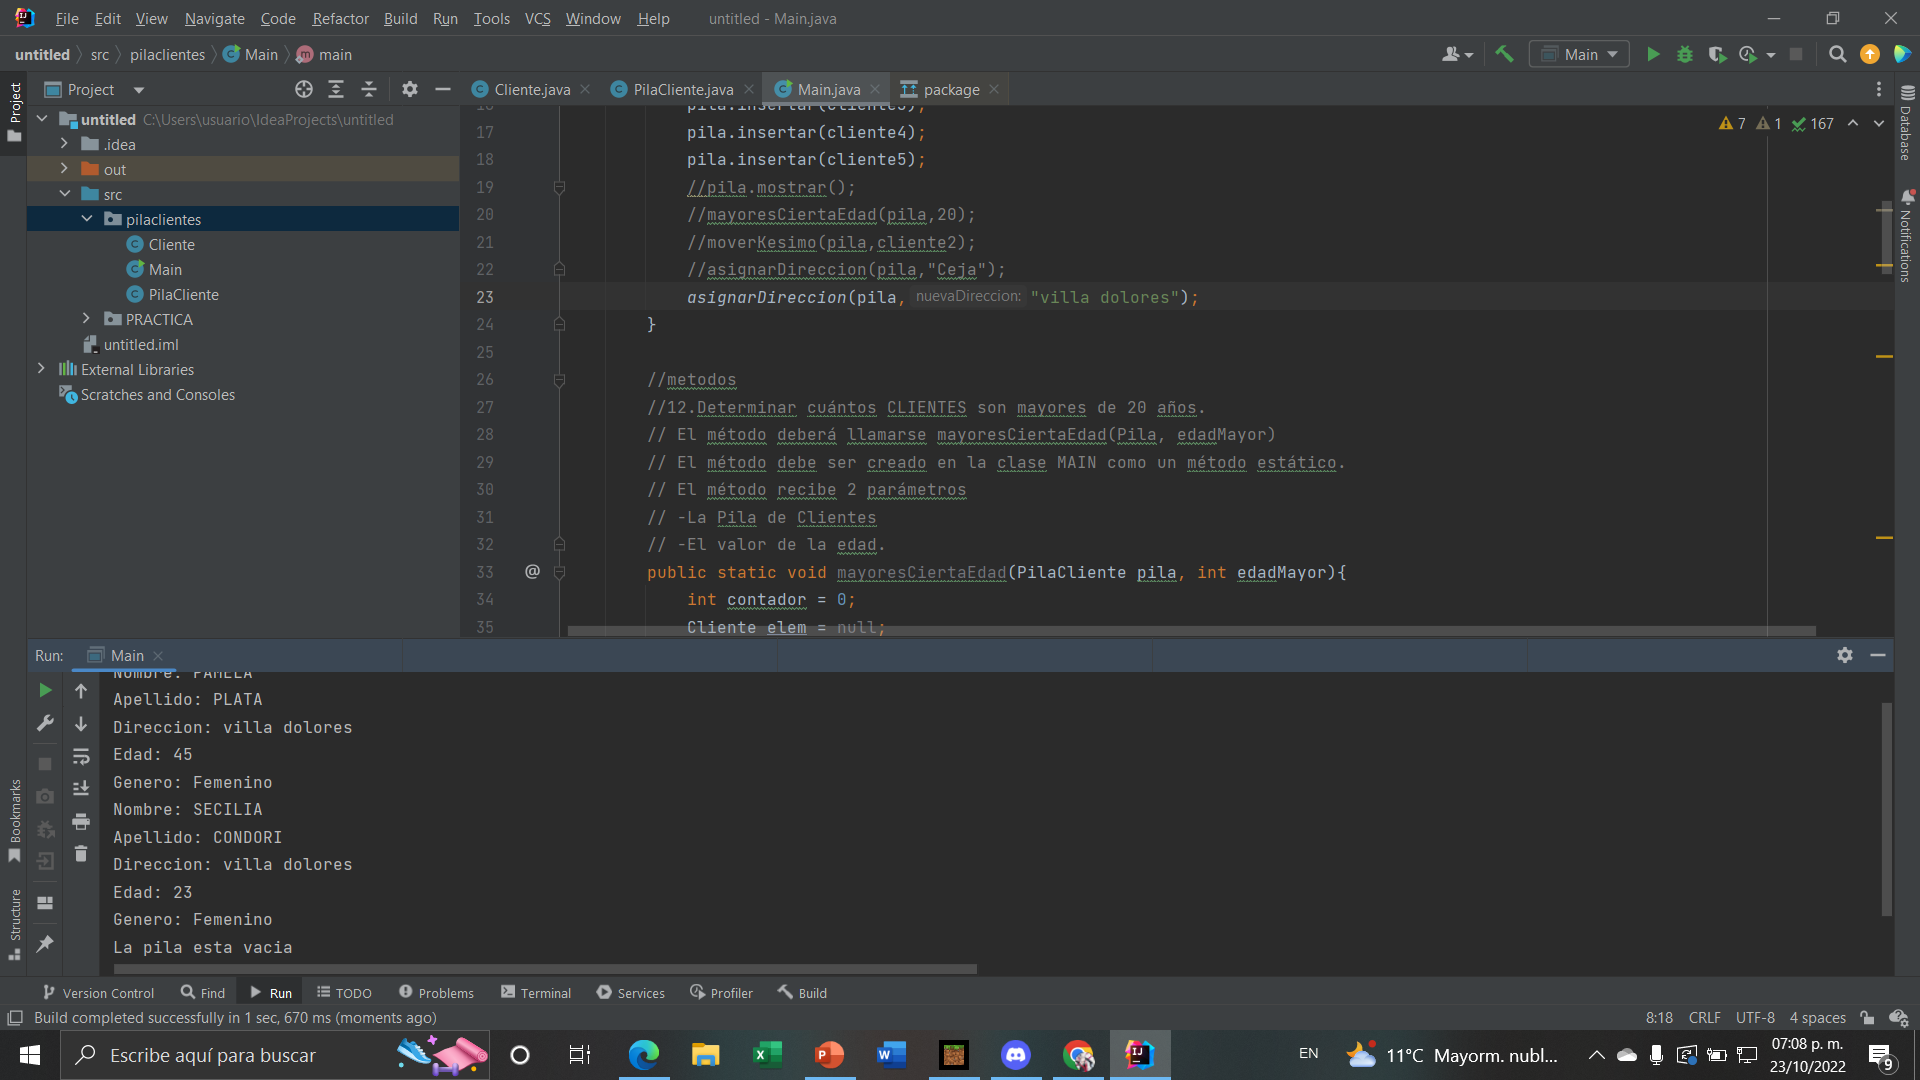 File Edit View Navigate Code Refactor Build Run Tools VCS Window Help untitled - Main.java
untitled src pilaclientes Main main Main
Project Cliente.java PilaCliente.java Main.java package
Project
untitled C:\Users\usuario\IdeaProjects\untitled
.idea
out
src
pilaclientes
Cliente
Main
PilaCliente
PRACTICA
untitled.iml
External Libraries
Scratches and Consoles
7 1 167
17 pila.insertar(cliente4);
18 pila.insertar(cliente5);
19 //pila.mostrar();
20 //mayoresCiertaEdad(pila,20);
21 //moverKesimo(pila,cliente2);
22 //asignarDireccion(pila,"Ceja");
23 asignarDireccion(pila, nuevaDireccion: "villa dolores");
24 }
25
26 //metodos
27 //12.Determinar cuántos CLIENTES son mayores de 20 años.
28 // El método deberá llamarse mayoresCiertaEdad(Pila, edadMayor)
29 // El método debe ser creado en la clase MAIN como un método estático.
30 // El método recibe 2 parámetros
31 // -La Pila de Clientes
32 // -El valor de la edad.
33 @ public static void mayoresCiertaEdad(PilaCliente pila, int edadMayor){
34 int contador = 0;
35 Cliente elem = null;
Database
Notifications
Run: Main
Nombre: PAMELA
Apellido: PLATA
Direccion: villa dolores
Edad: 45
Genero: Femenino
Nombre: SECILIA
Apellido: CONDORI
Direccion: villa dolores
Edad: 23
Genero: Femenino
La pila esta vacia
Bookmarks
Structure
Version Control Find Run TODO Problems Terminal Services Profiler Build
Build completed successfully in 1 sec, 670 ms (moments ago) 8:18 CRLF UTF-8 4 spaces
Escribe aquí para buscar EN 11°C Mayorm. nubl... 07:08 p. m.
23/10/2022 9